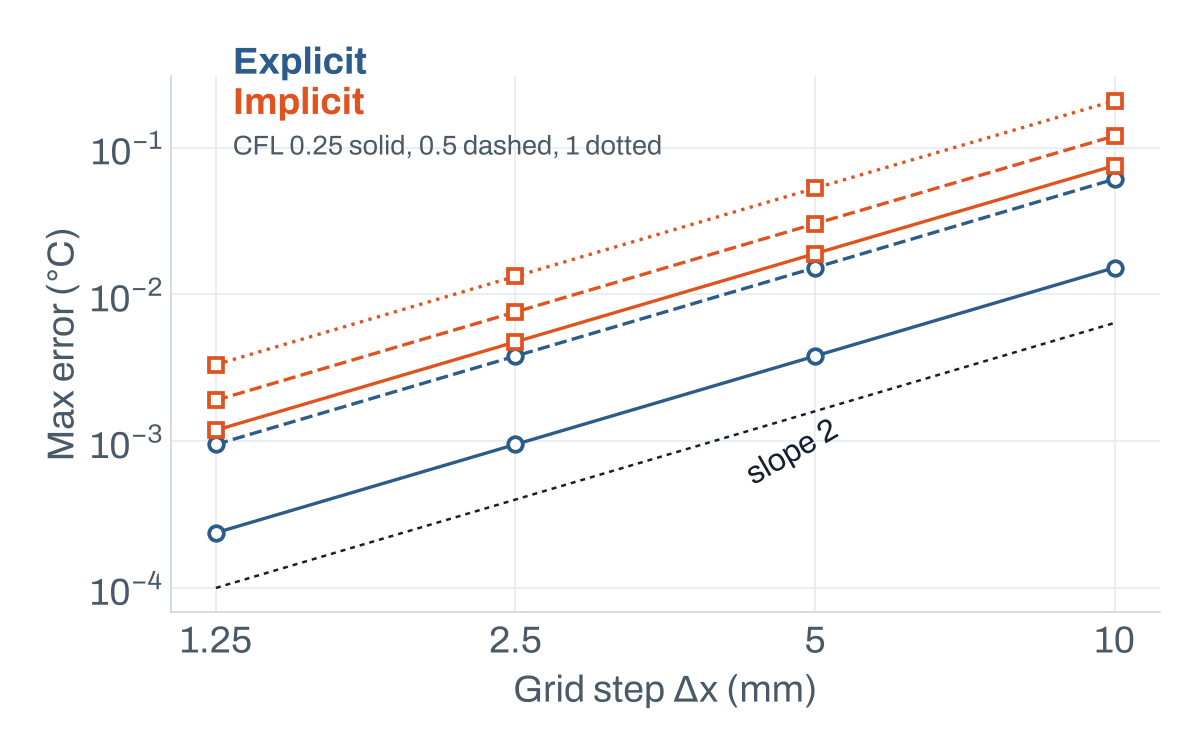 Explicit
Implicit
CFL 0.25 solid, 0.5 dashed, 1 dotted
Max error (°C)
10⁻¹
10⁻²
10⁻³
10⁻⁴
slope 2
1.25 2.5 5 10
Grid step Δx (mm)